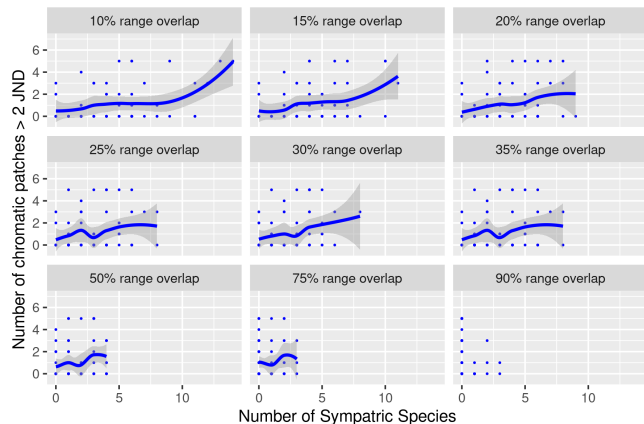 10% range overlap
15% range overlap
20% range overlap
6
4
2
0
25% range overlap
30% range overlap
35% range overlap
6
4
2
0
50% range overlap
75% range overlap
90% range overlap
6
4
2
0
0
5
10
0
5
10
0
5
10
Number of Sympatric Species
Number of chromatic patches > 2 JND